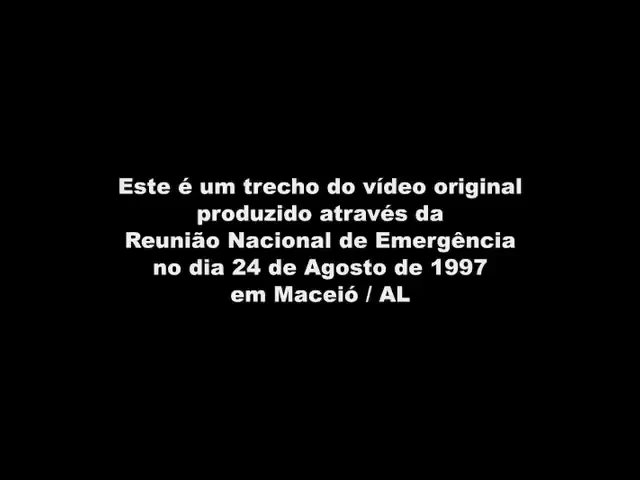 Este é um trecho do vídeo original
produzido através da
Reunião Nacional de Emergência
no dia 24 de Agosto de 1997
em Maceió / AL